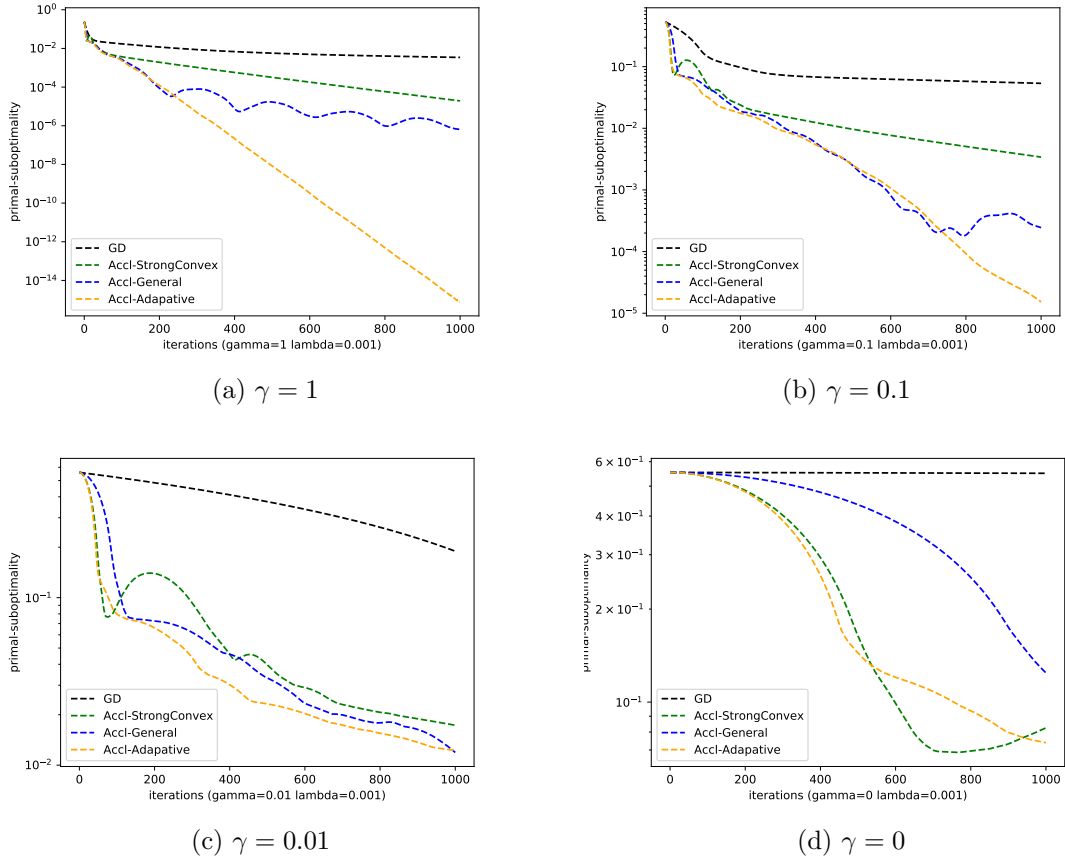 10⁰
10⁻²
10⁻⁴
10⁻⁶
10⁻⁸
10⁻¹⁰
10⁻¹²
10⁻¹⁴
primal-suboptimality
GD
Accl-StrongConvex
Accl-General
Accl-Adapative
0 200 400 600 800 1000
iterations (gamma=1 lambda=0.001)
(a) γ = 1
10⁻¹
10⁻²
10⁻³
10⁻⁴
10⁻⁵
primal-suboptimality
GD
Accl-StrongConvex
Accl-General
Accl-Adapative
0 200 400 600 800 1000
iterations (gamma=0.1 lambda=0.001)
(b) γ = 0.1
10⁻¹
10⁻²
primal-suboptimality
GD
Accl-StrongConvex
Accl-General
Accl-Adapative
0 200 400 600 800 1000
iterations (gamma=0.01 lambda=0.001)
(c) γ = 0.01
6 × 10⁻¹
4 × 10⁻¹
3 × 10⁻¹
2 × 10⁻¹
10⁻¹
primal-suboptimality
GD
Accl-StrongConvex
Accl-General
Accl-Adapative
0 200 400 600 800 1000
iterations (gamma=0 lambda=0.001)
(d) γ = 0